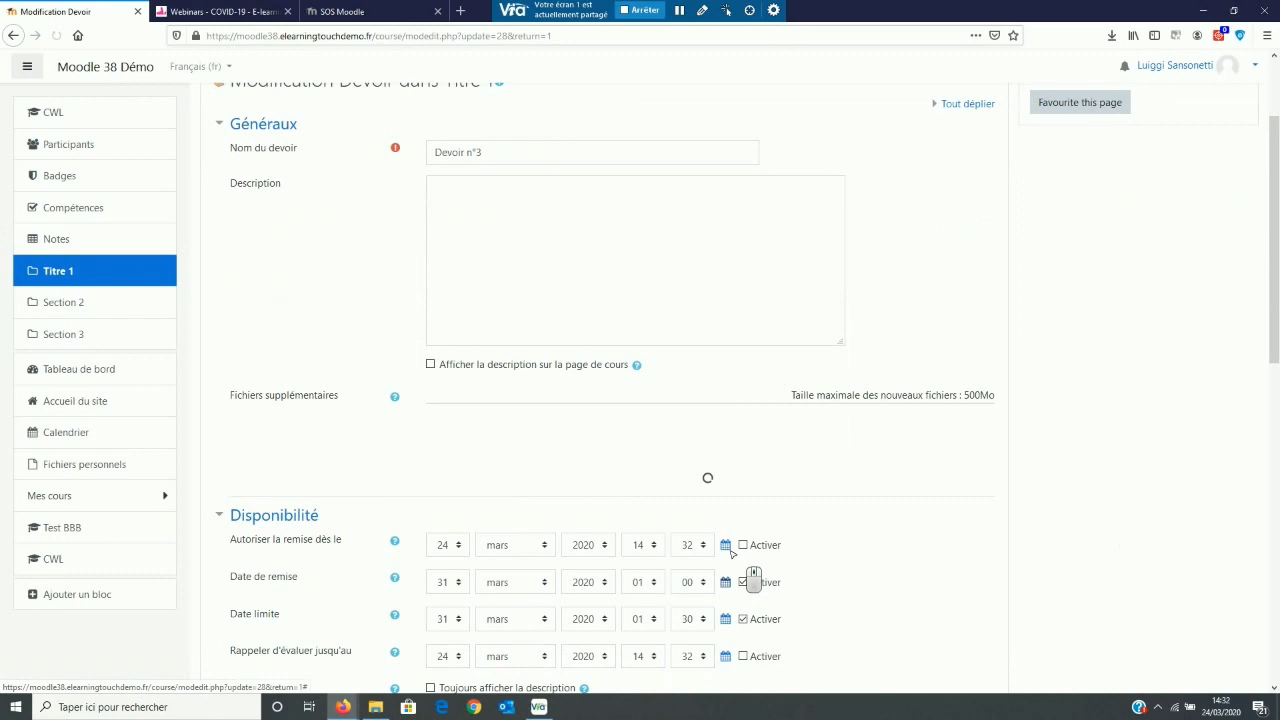 Modification Devoir
Webinars - COVID-19 - E-learn
SOS Moodle
Via
Votre écran 1 est
actuellement partagé
Arrêter
https://moodle38.elearningtouchdemo.fr/course/modedit.php?update=28&return=1
Moodle 38 Démo
Français (fr)
Luiggi Sansonetti
CWL
Participants
Badges
Compétences
Notes
Titre 1
Section 2
Section 3
Tableau de bord
Accueil du site
Calendrier
Fichiers personnels
Mes cours
Test BBB
CWL
Ajouter un bloc
Modification Devoir dans Titre 1
Tout déplier
Favourite this page
Généraux
Nom du devoir
Devoir n°3
Description
Afficher la description sur la page de cours
Fichiers supplémentaires
Taille maximale des nouveaux fichiers : 500Mo
Disponibilité
Autoriser la remise dès le
24 mars 2020 14 32 Activer
Date de remise
31 mars 2020 01 00
Date limite
31 mars 2020 01 30 Activer
Rappeler d'évaluer jusqu'au
24 mars 2020 14 32 Activer
Toujours afficher la description
https://moodle38.elearningtouchdemo.fr/course/modedit.php?update=28&return=1#
Taper ici pour rechercher
14:32
24/03/2020